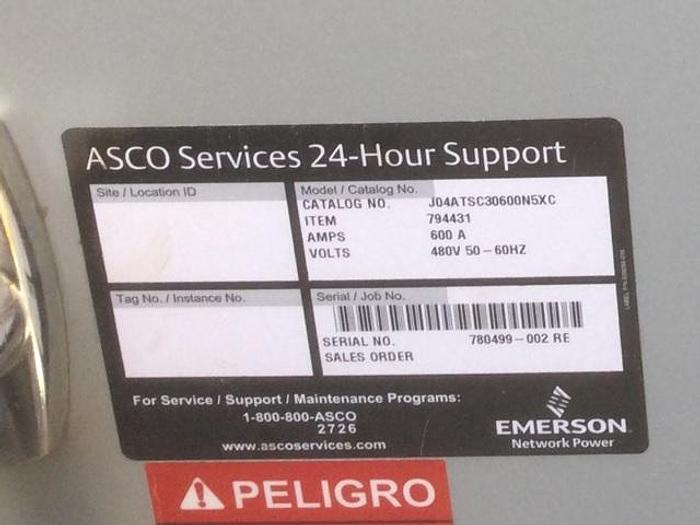 ASCO Services 24-Hour Support
Site / Location ID
Model / Catalog No.
CATALOG NO. J04ATSC30600N5XC
ITEM 794431
AMPS 600 A
VOLTS 480V 50-60HZ
Tag No. / Instance No.
Serial / Job No.
SERIAL NO. 780499-002 RE
SALES ORDER
For Service / Support / Maintenance Programs:
1-800-800-ASCO
2726
www.ascoservices.com
EMERSON
Network Power
PELIGRO